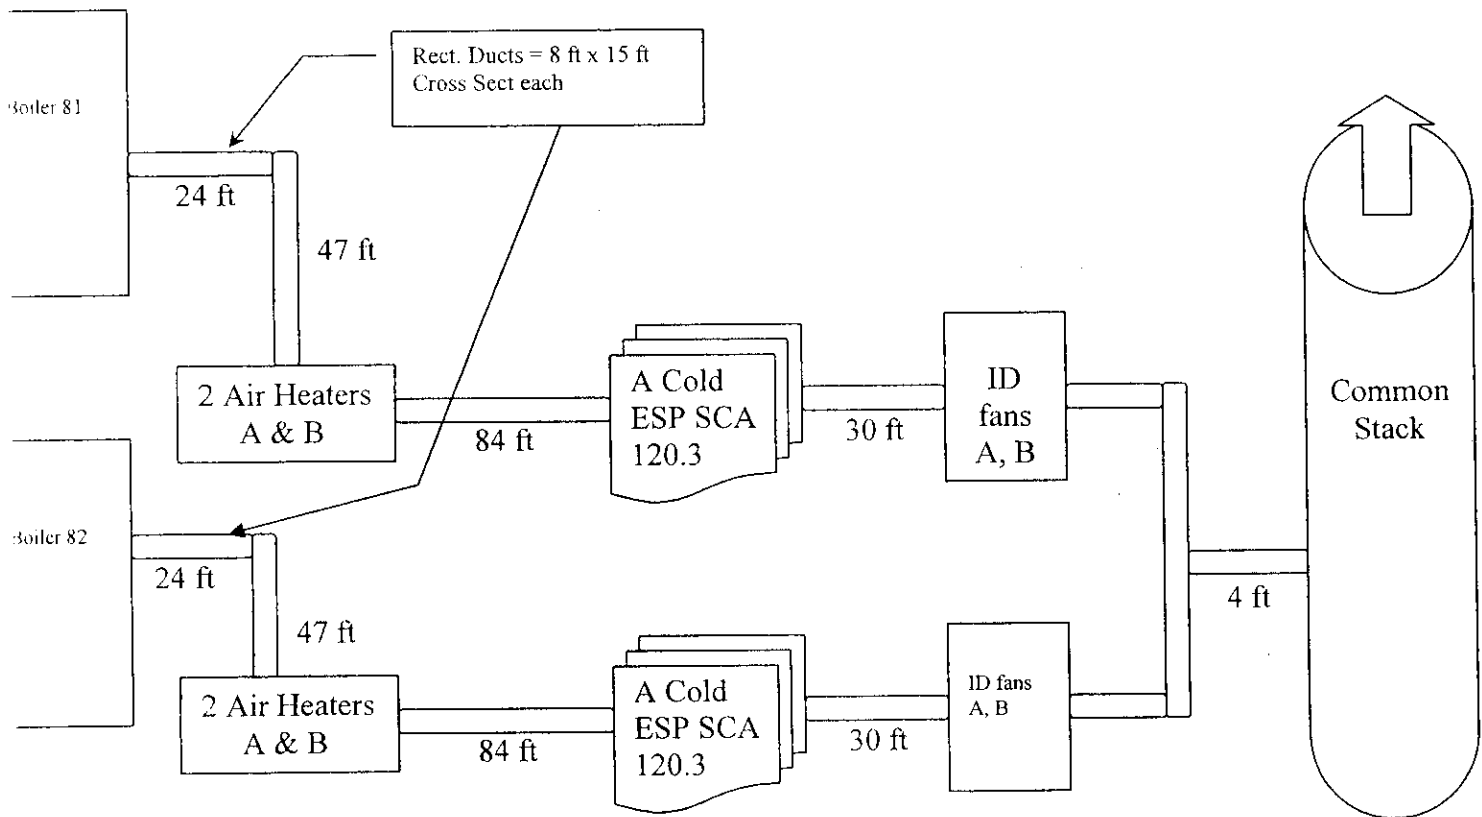 Rect. Ducts = 8 ft x 15 ft
Cross Sect each
Boiler 81
24 ft
47 ft
2 Air Heaters
A & B
84 ft
A Cold
ESP SCA
120.3
30 ft
ID
fans
A, B
Common
Stack
Boiler 82
24 ft
47 ft
2 Air Heaters
A & B
84 ft
A Cold
ESP SCA
120.3
30 ft
ID fans
A, B
4 ft